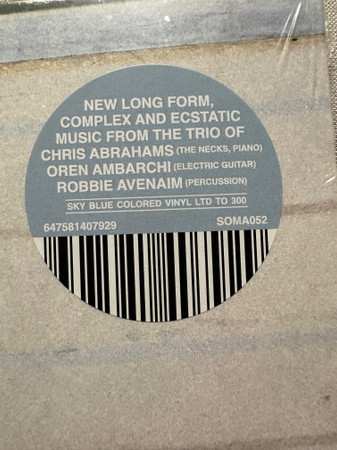 NEW LONG FORM,
COMPLEX AND ECSTATIC
MUSIC FROM THE TRIO OF
CHRIS ABRAHAMS (THE NECKS, PIANO)
OREN AMBARCHI (ELECTRIC GUITAR)
ROBBIE AVENAIM (PERCUSSION)
SKY BLUE COLORED VINYL LTD TO 300
647581407929 SOMA052